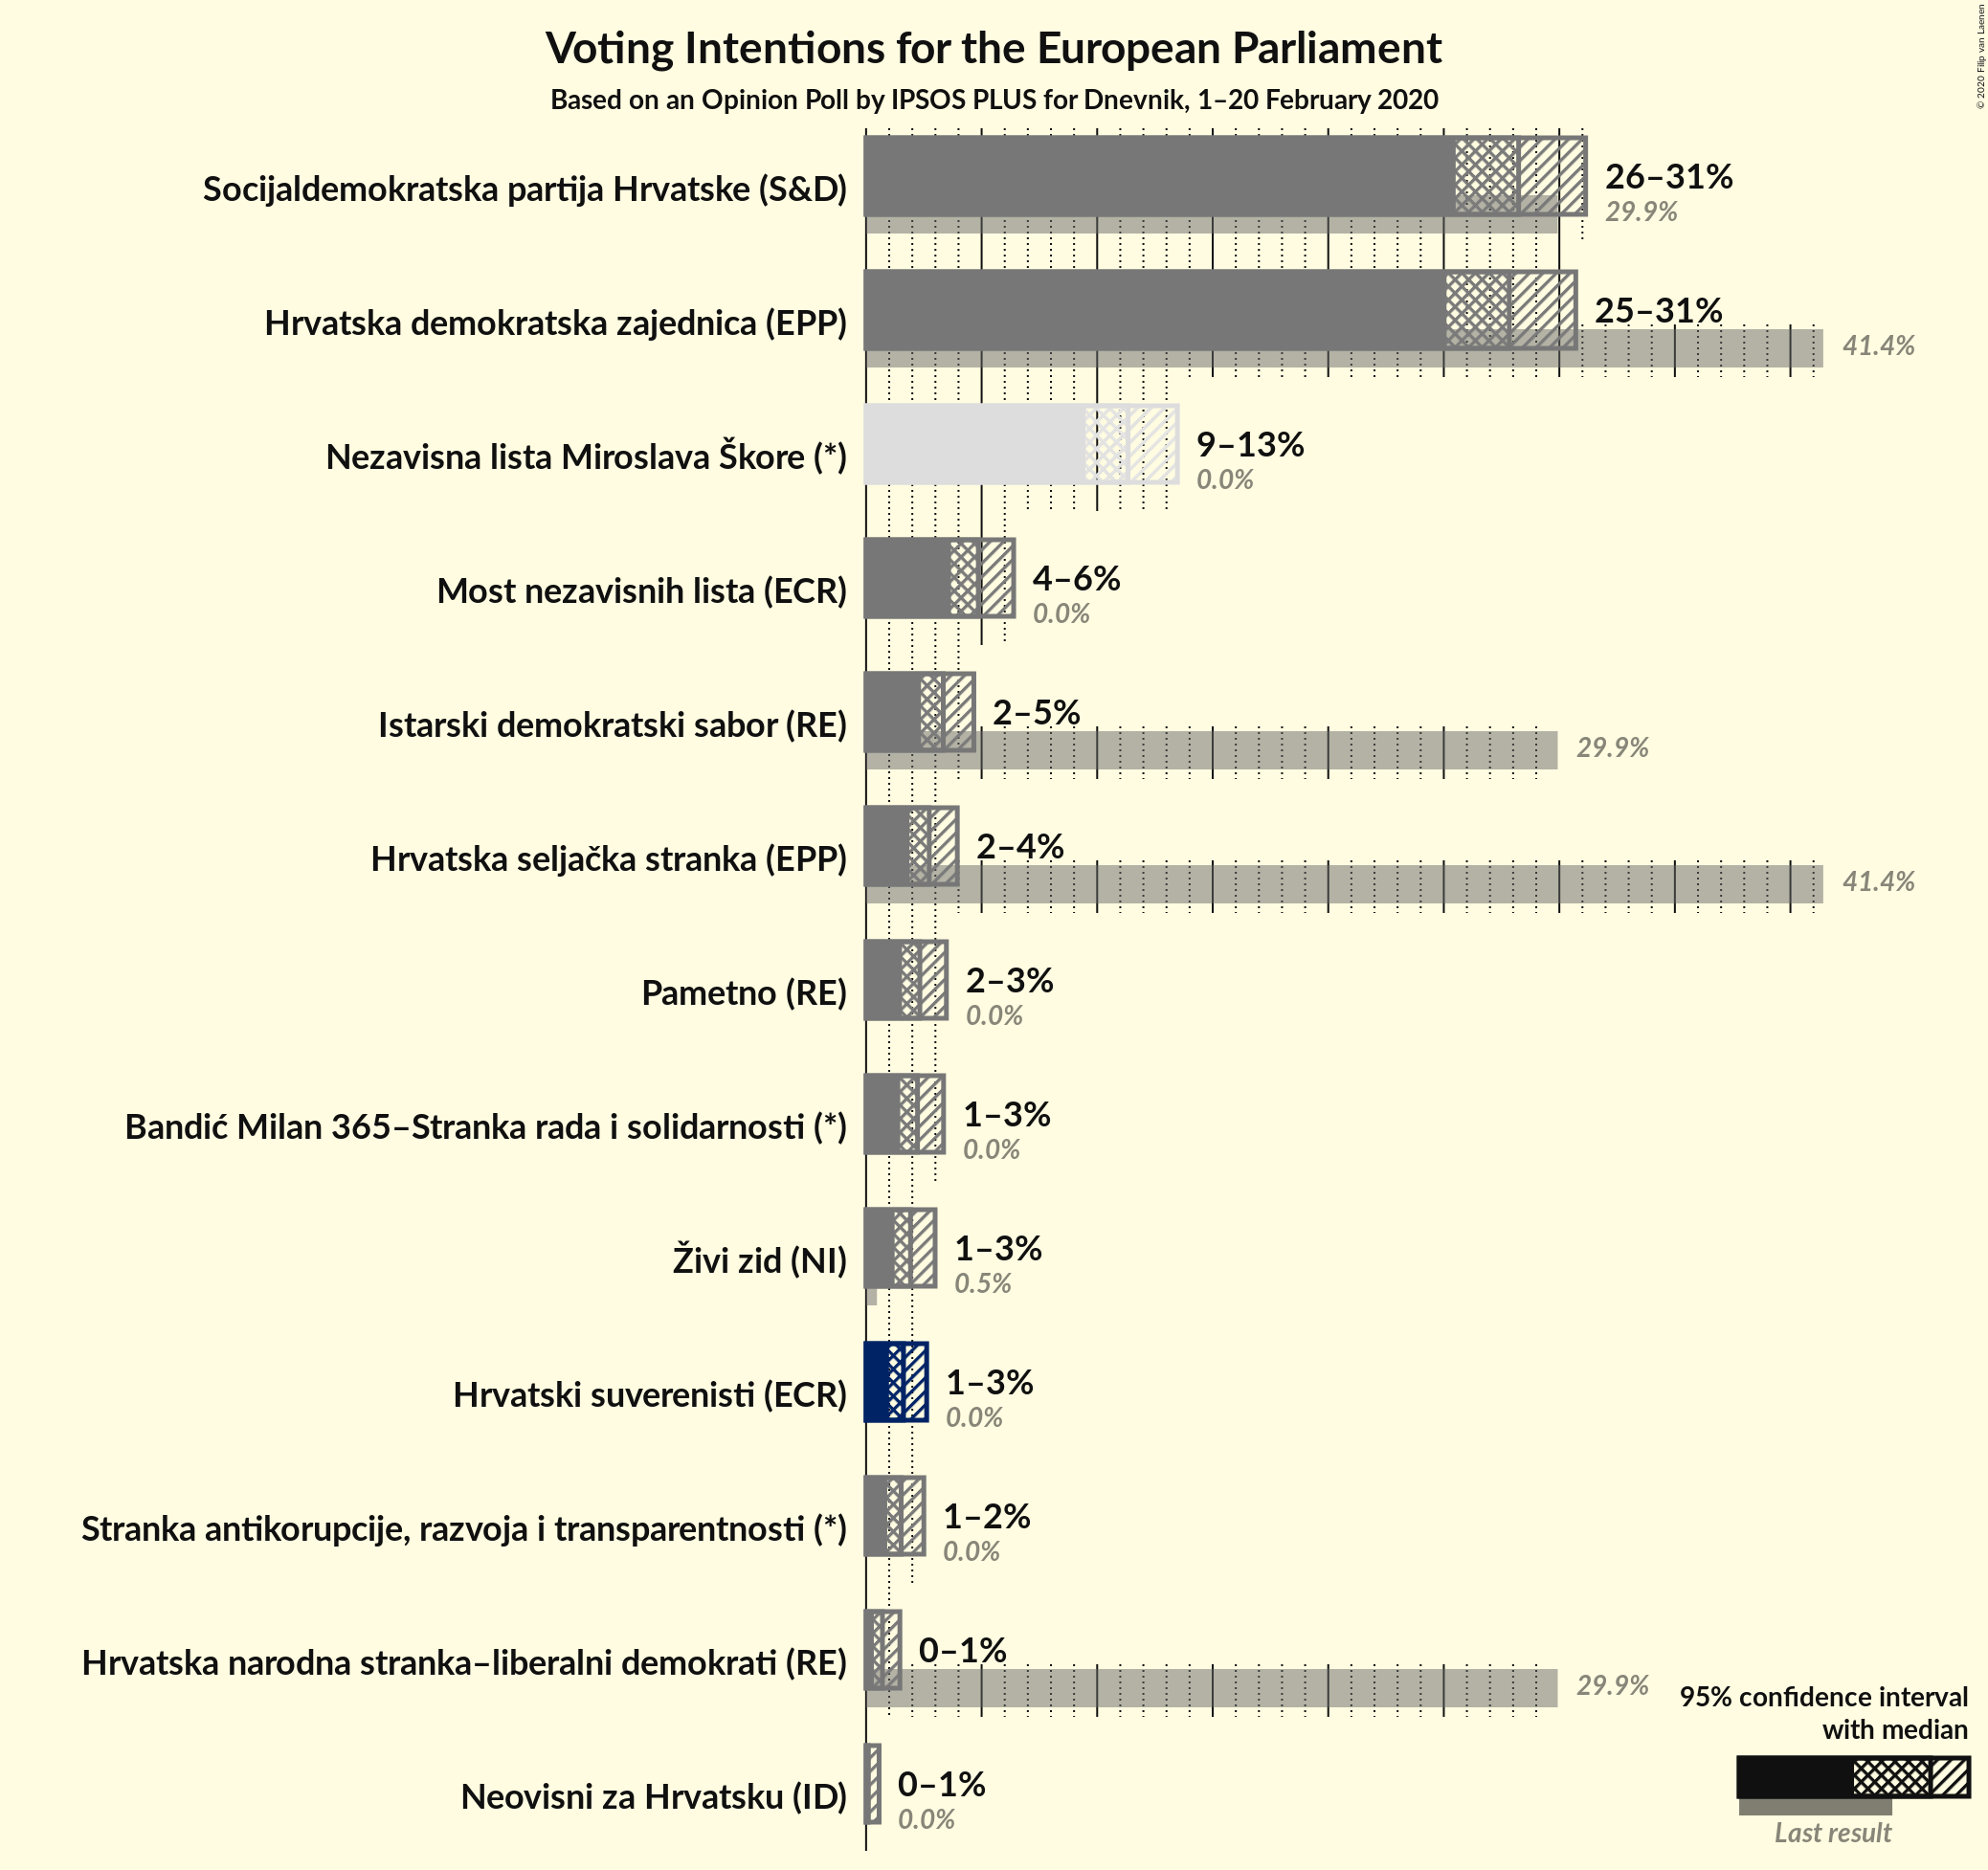 Voting Intentions for the European Parliament
Based on an Opinion Poll by IPSOS PLUS for Dnevnik, 1–20 February 2020
© 2020 Filip van Laenen
Socijaldemokratska partija Hrvatske (S&D)
26–31%
29.9%
Hrvatska demokratska zajednica (EPP)
25–31%
41.4%
Nezavisna lista Miroslava Škore (*)
9–13%
0.0%
Most nezavisnih lista (ECR)
4–6%
0.0%
Istarski demokratski sabor (RE)
2–5%
29.9%
Hrvatska seljačka stranka (EPP)
2–4%
41.4%
Pametno (RE)
2–3%
0.0%
Bandić Milan 365–Stranka rada i solidarnosti (*)
1–3%
0.0%
Živi zid (NI)
1–3%
0.5%
Hrvatski suverenisti (ECR)
1–3%
0.0%
Stranka antikorupcije, razvoja i transparentnosti (*)
1–2%
0.0%
Hrvatska narodna stranka–liberalni demokrati (RE)
0–1%
29.9%
Neovisni za Hrvatsku (ID)
0–1%
0.0%
95% confidence interval
with median
Last result